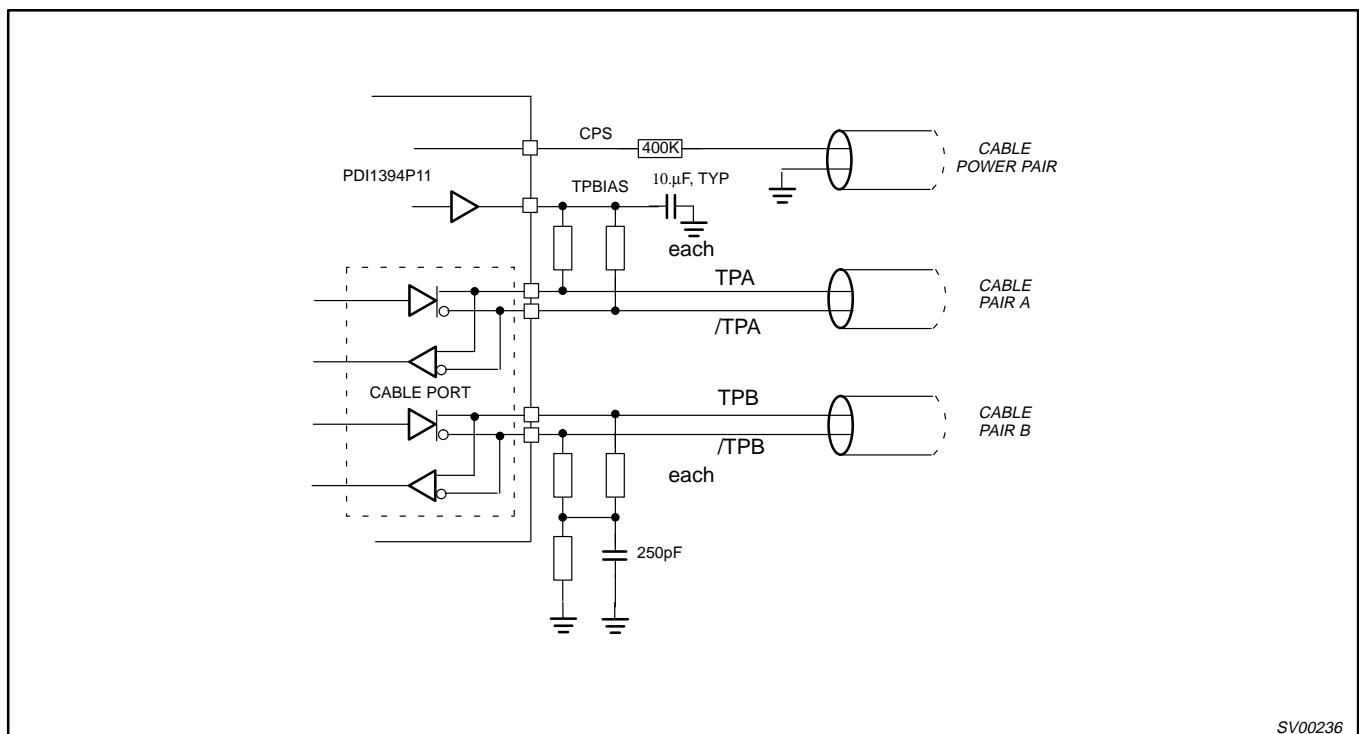 CPS
400K
CABLE
POWER PAIR
PDI1394P11
TPBIAS
10.µF, TYP
each
TPA
CABLE
PAIR A
/TPA
CABLE PORT
TPB
CABLE
PAIR B
/TPB
each
250pF
SV00236